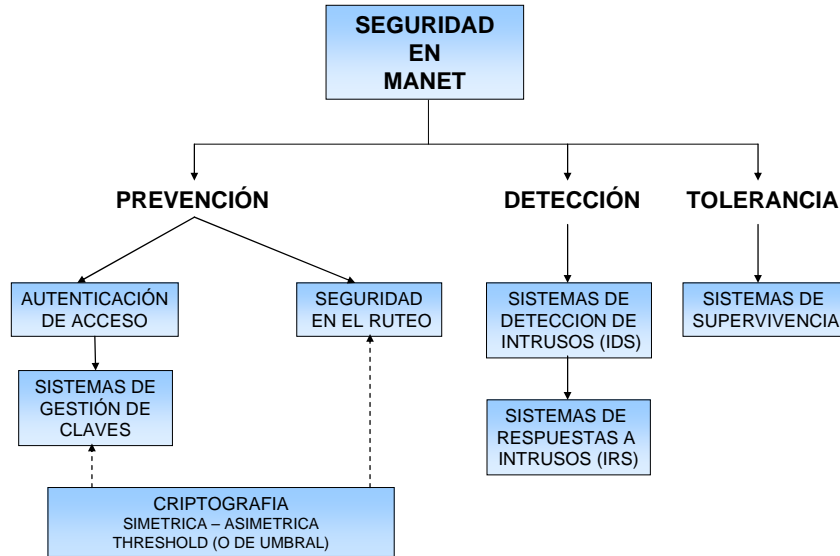 SEGURIDAD
EN
MANET
PREVENCIÓN
DETECCIÓN
TOLERANCIA
AUTENTICACIÓN
DE ACCESO
SEGURIDAD
EN EL RUTEO
SISTEMAS DE
DETECCION DE
INTRUSOS (IDS)
SISTEMAS DE
SUPERVIVENCIA
SISTEMAS DE
GESTIÓN DE
CLAVES
SISTEMAS DE
RESPUESTAS A
INTRUSOS (IRS)
CRIPTOGRAFIA
SIMETRICA – ASIMETRICA
THRESHOLD (O DE UMBRAL)